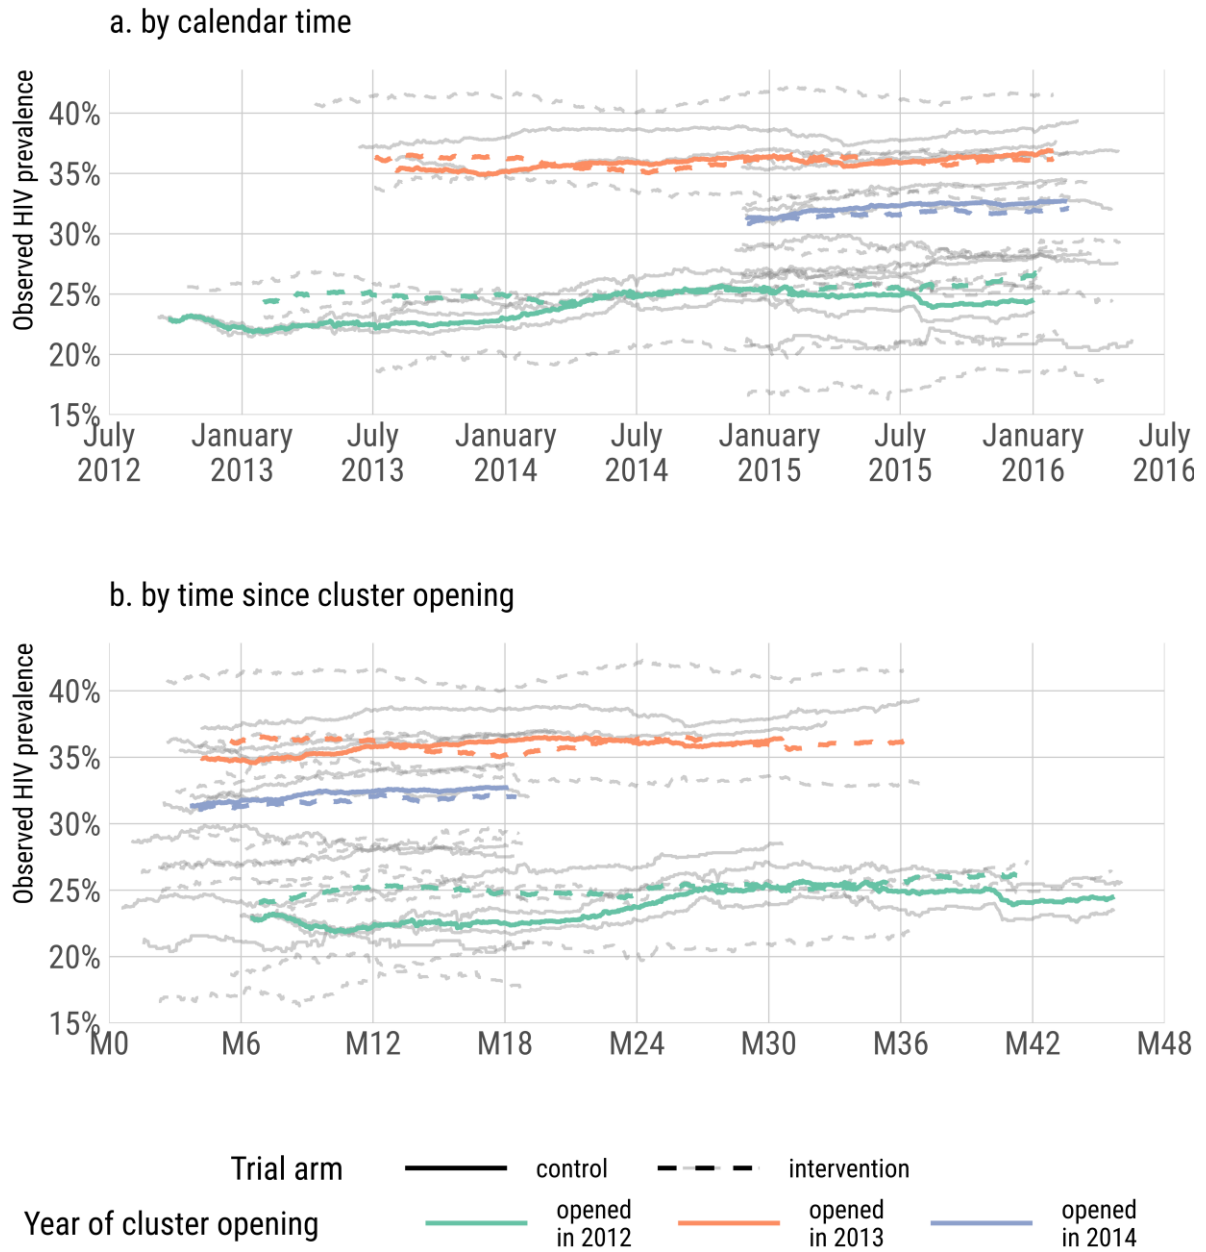 a. by calendar time
Observed HIV prevalence
40%
35%
30%
25%
20%
15%
July January July January July January July January July
2012 2013 2013 2014 2014 2015 2015 2016 2016
b. by time since cluster opening
Observed HIV prevalence
40%
35%
30%
25%
20%
15%
M0 M6 M12 M18 M24 M30 M36 M42 M48
Trial arm control intervention
Year of cluster opening opened in 2012 opened in 2013 opened in 2014